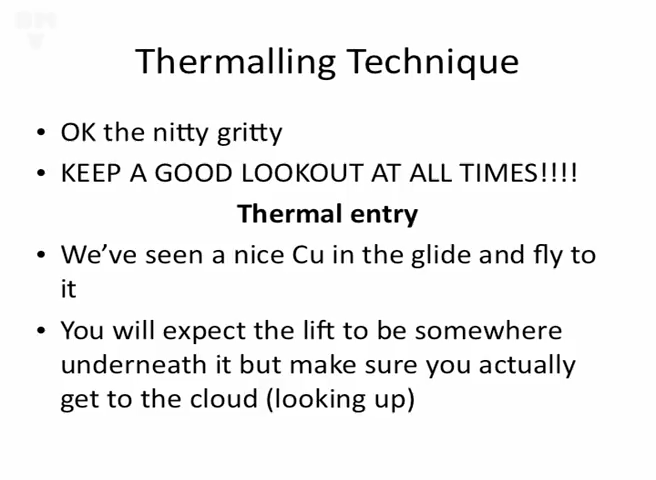 Thermalling Technique
• OK the nitty gritty
• KEEP A GOOD LOOKOUT AT ALL TIMES!!!!
Thermal entry
• We’ve seen a nice Cu in the glide and fly to
it
• You will expect the lift to be somewhere
underneath it but make sure you actually
get to the cloud (looking up)